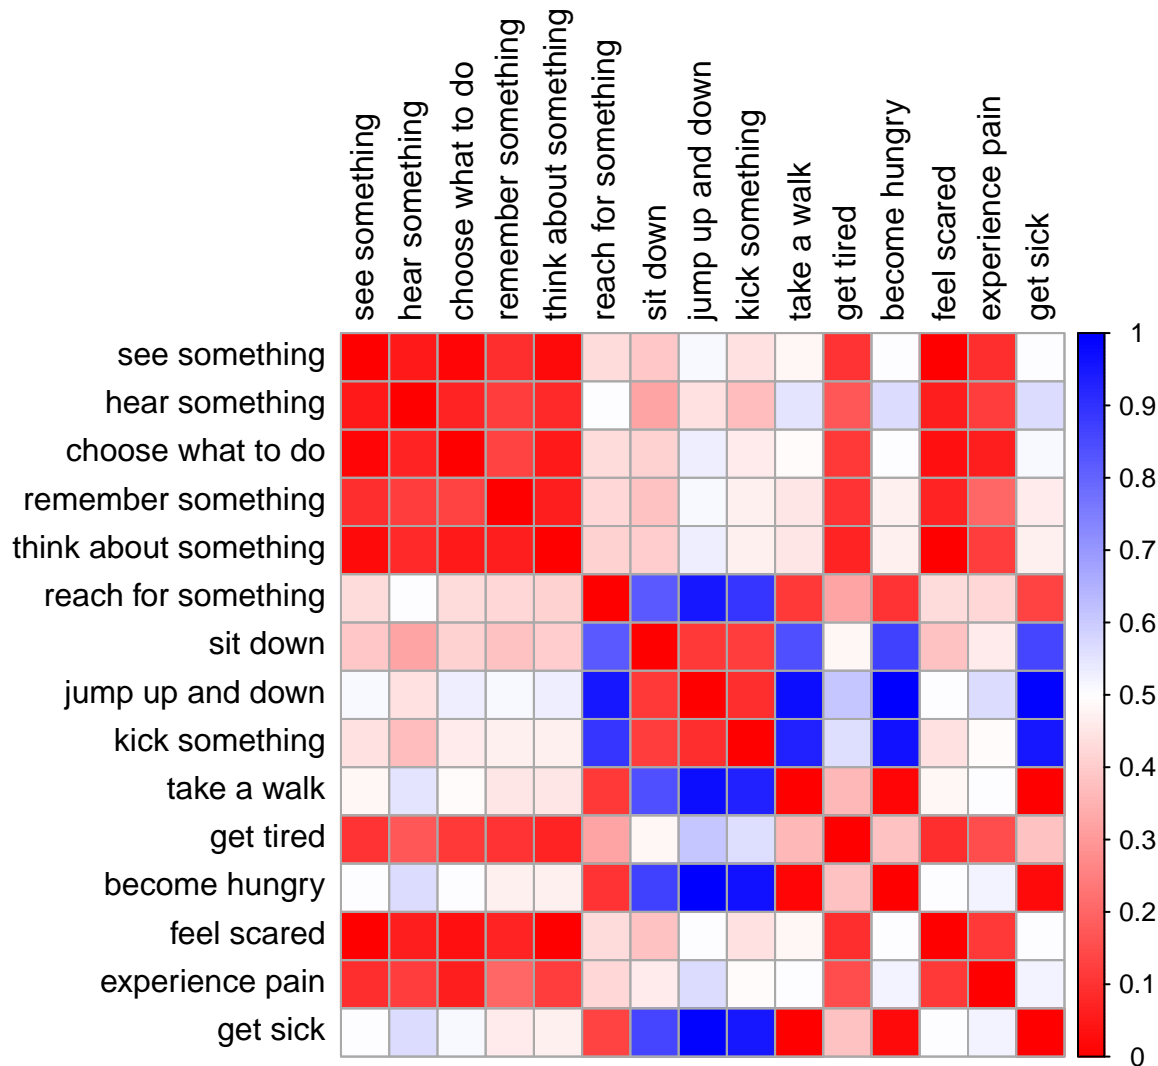 see something
hear something
choose what to do
remember something
think about something
reach for something
sit down
jump up and down
kick something
take a walk
get tired
become hungry
feel scared
experience pain
get sick
see something
hear something
choose what to do
remember something
think about something
reach for something
sit down
jump up and down
kick something
take a walk
get tired
become hungry
feel scared
experience pain
get sick
1
0.9
0.8
0.7
0.6
0.5
0.4
0.3
0.2
0.1
0